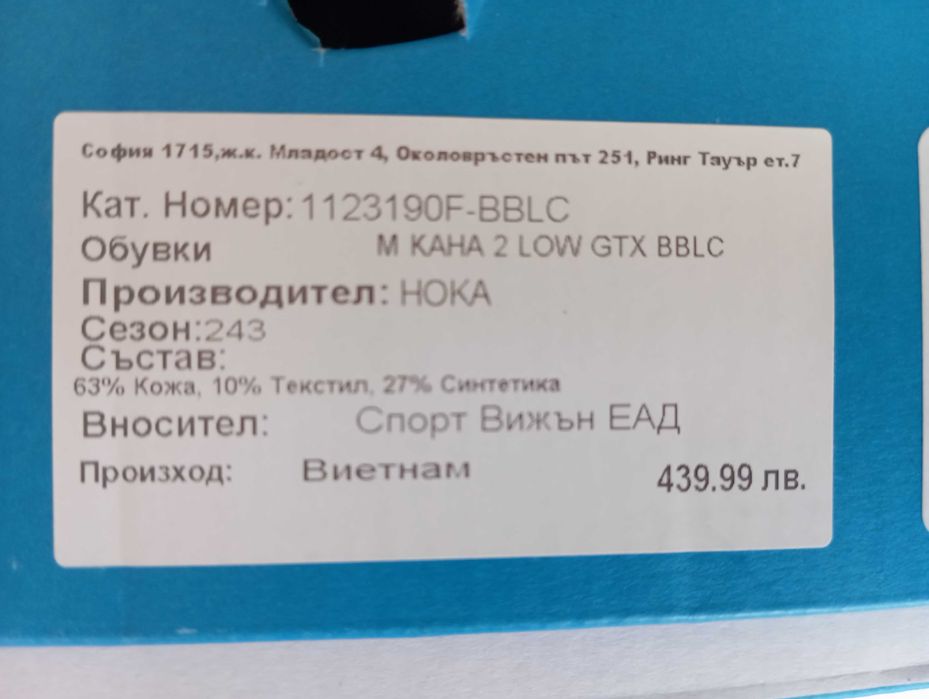 София 1715,ж.к. Младост 4, Околовръстен път 251, Ринг Тауър ет.7
Кат. Номер: 1123190F-BBLC
Обувки M KAHA 2 LOW GTX BBLC
Производител: HOKA
Сезон:243
Състав:
63% Кожа, 10% Текстил, 27% Синтетика
Вносител: Спорт Вижън ЕАД
Произход: Виетнам 439.99 лв.